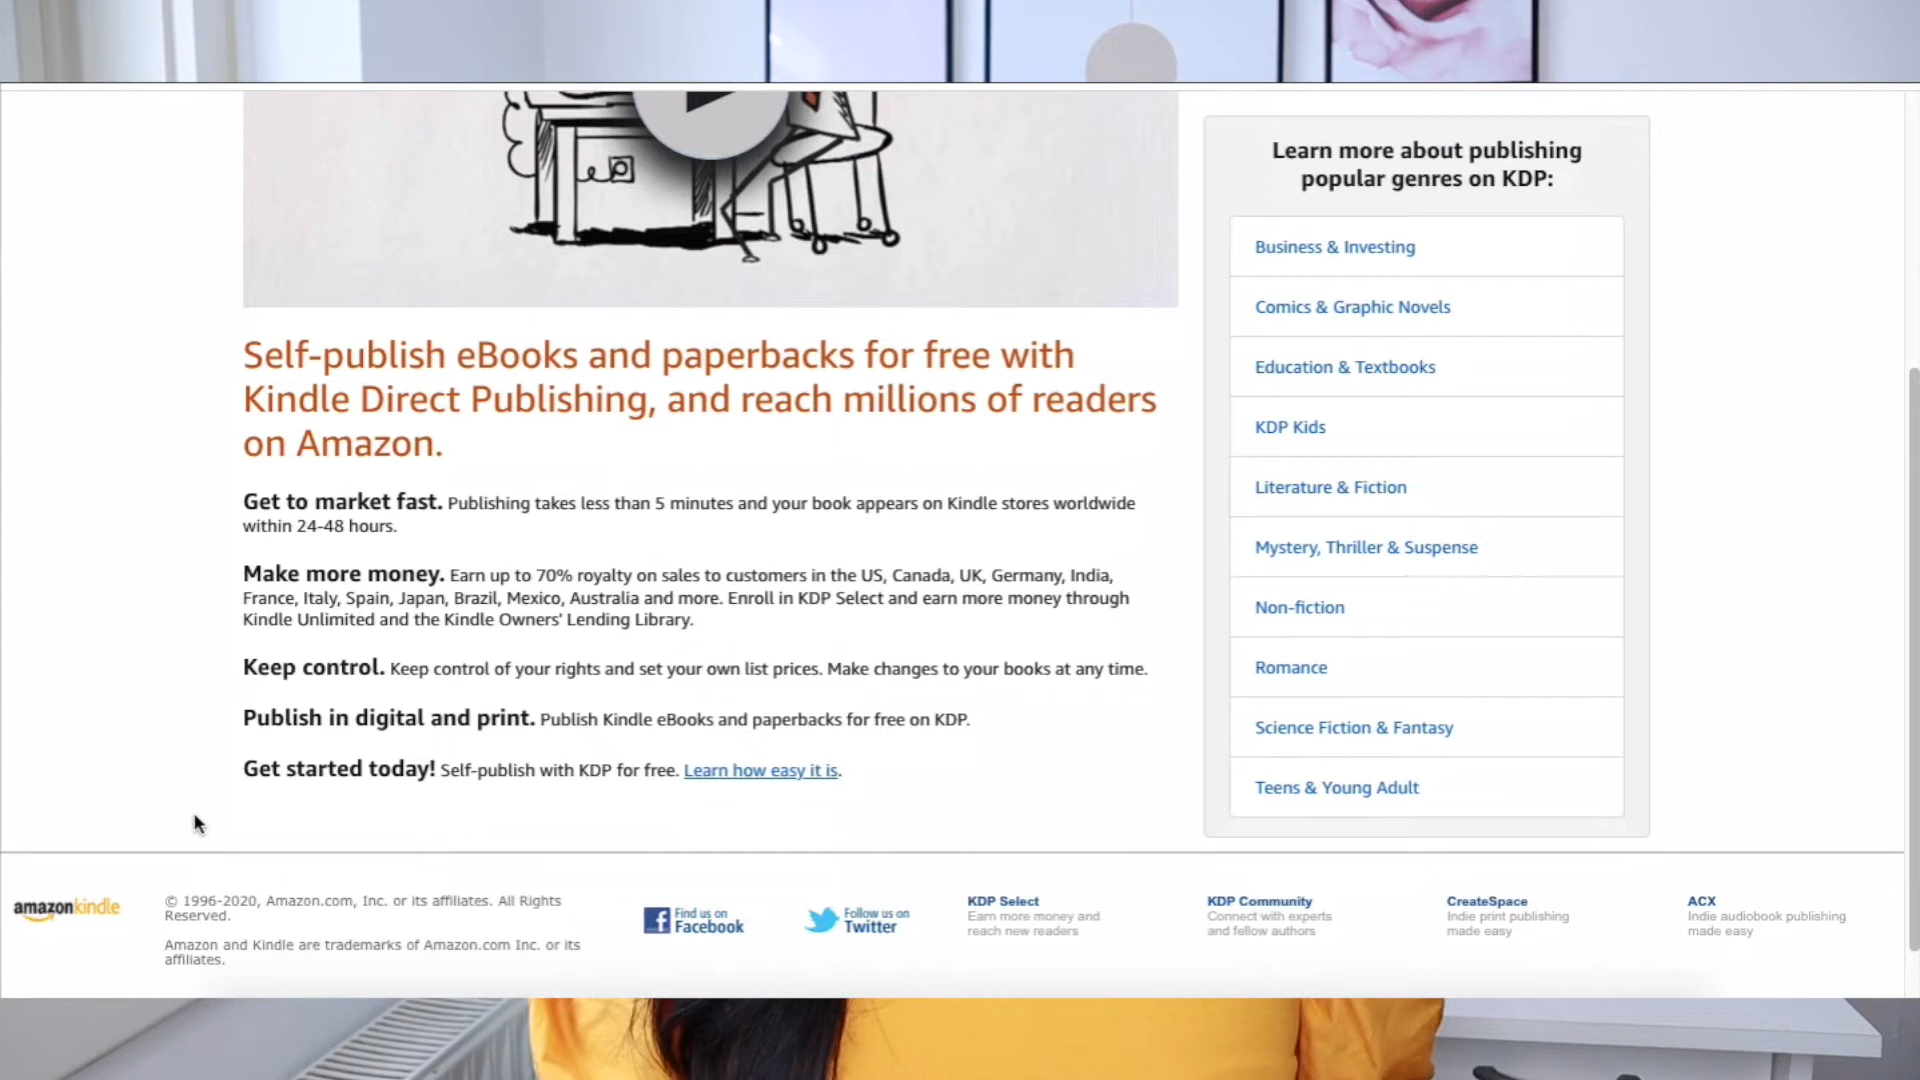 Self-publish eBooks and paperbacks for free with
Kindle Direct Publishing, and reach millions of readers
on Amazon.
Get to market fast. Publishing takes less than 5 minutes and your book appears on Kindle stores worldwide
within 24-48 hours.
Make more money. Earn up to 70% royalty on sales to customers in the US, Canada, UK, Germany, India,
France, Italy, Spain, Japan, Brazil, Mexico, Australia and more. Enroll in KDP Select and earn more money through
Kindle Unlimited and the Kindle Owners' Lending Library.
Keep control. Keep control of your rights and set your own list prices. Make changes to your books at any time.
Publish in digital and print. Publish Kindle eBooks and paperbacks for free on KDP.
Get started today! Self-publish with KDP for free. Learn how easy it is.
Learn more about publishing
popular genres on KDP:
Business & Investing
Comics & Graphic Novels
Education & Textbooks
KDP Kids
Literature & Fiction
Mystery, Thriller & Suspense
Non-fiction
Romance
Science Fiction & Fantasy
Teens & Young Adult
amazonkindle
© 1996-2020, Amazon.com, Inc. or its affiliates. All Rights
Reserved.
Amazon and Kindle are trademarks of Amazon.com Inc. or its
affiliates.
Find us on
Facebook
Follow us on
Twitter
KDP Select
Earn more money and
reach new readers
KDP Community
Connect with experts
and fellow authors
CreateSpace
Indie print publishing
made easy
ACX
Indie audiobook publishing
made easy